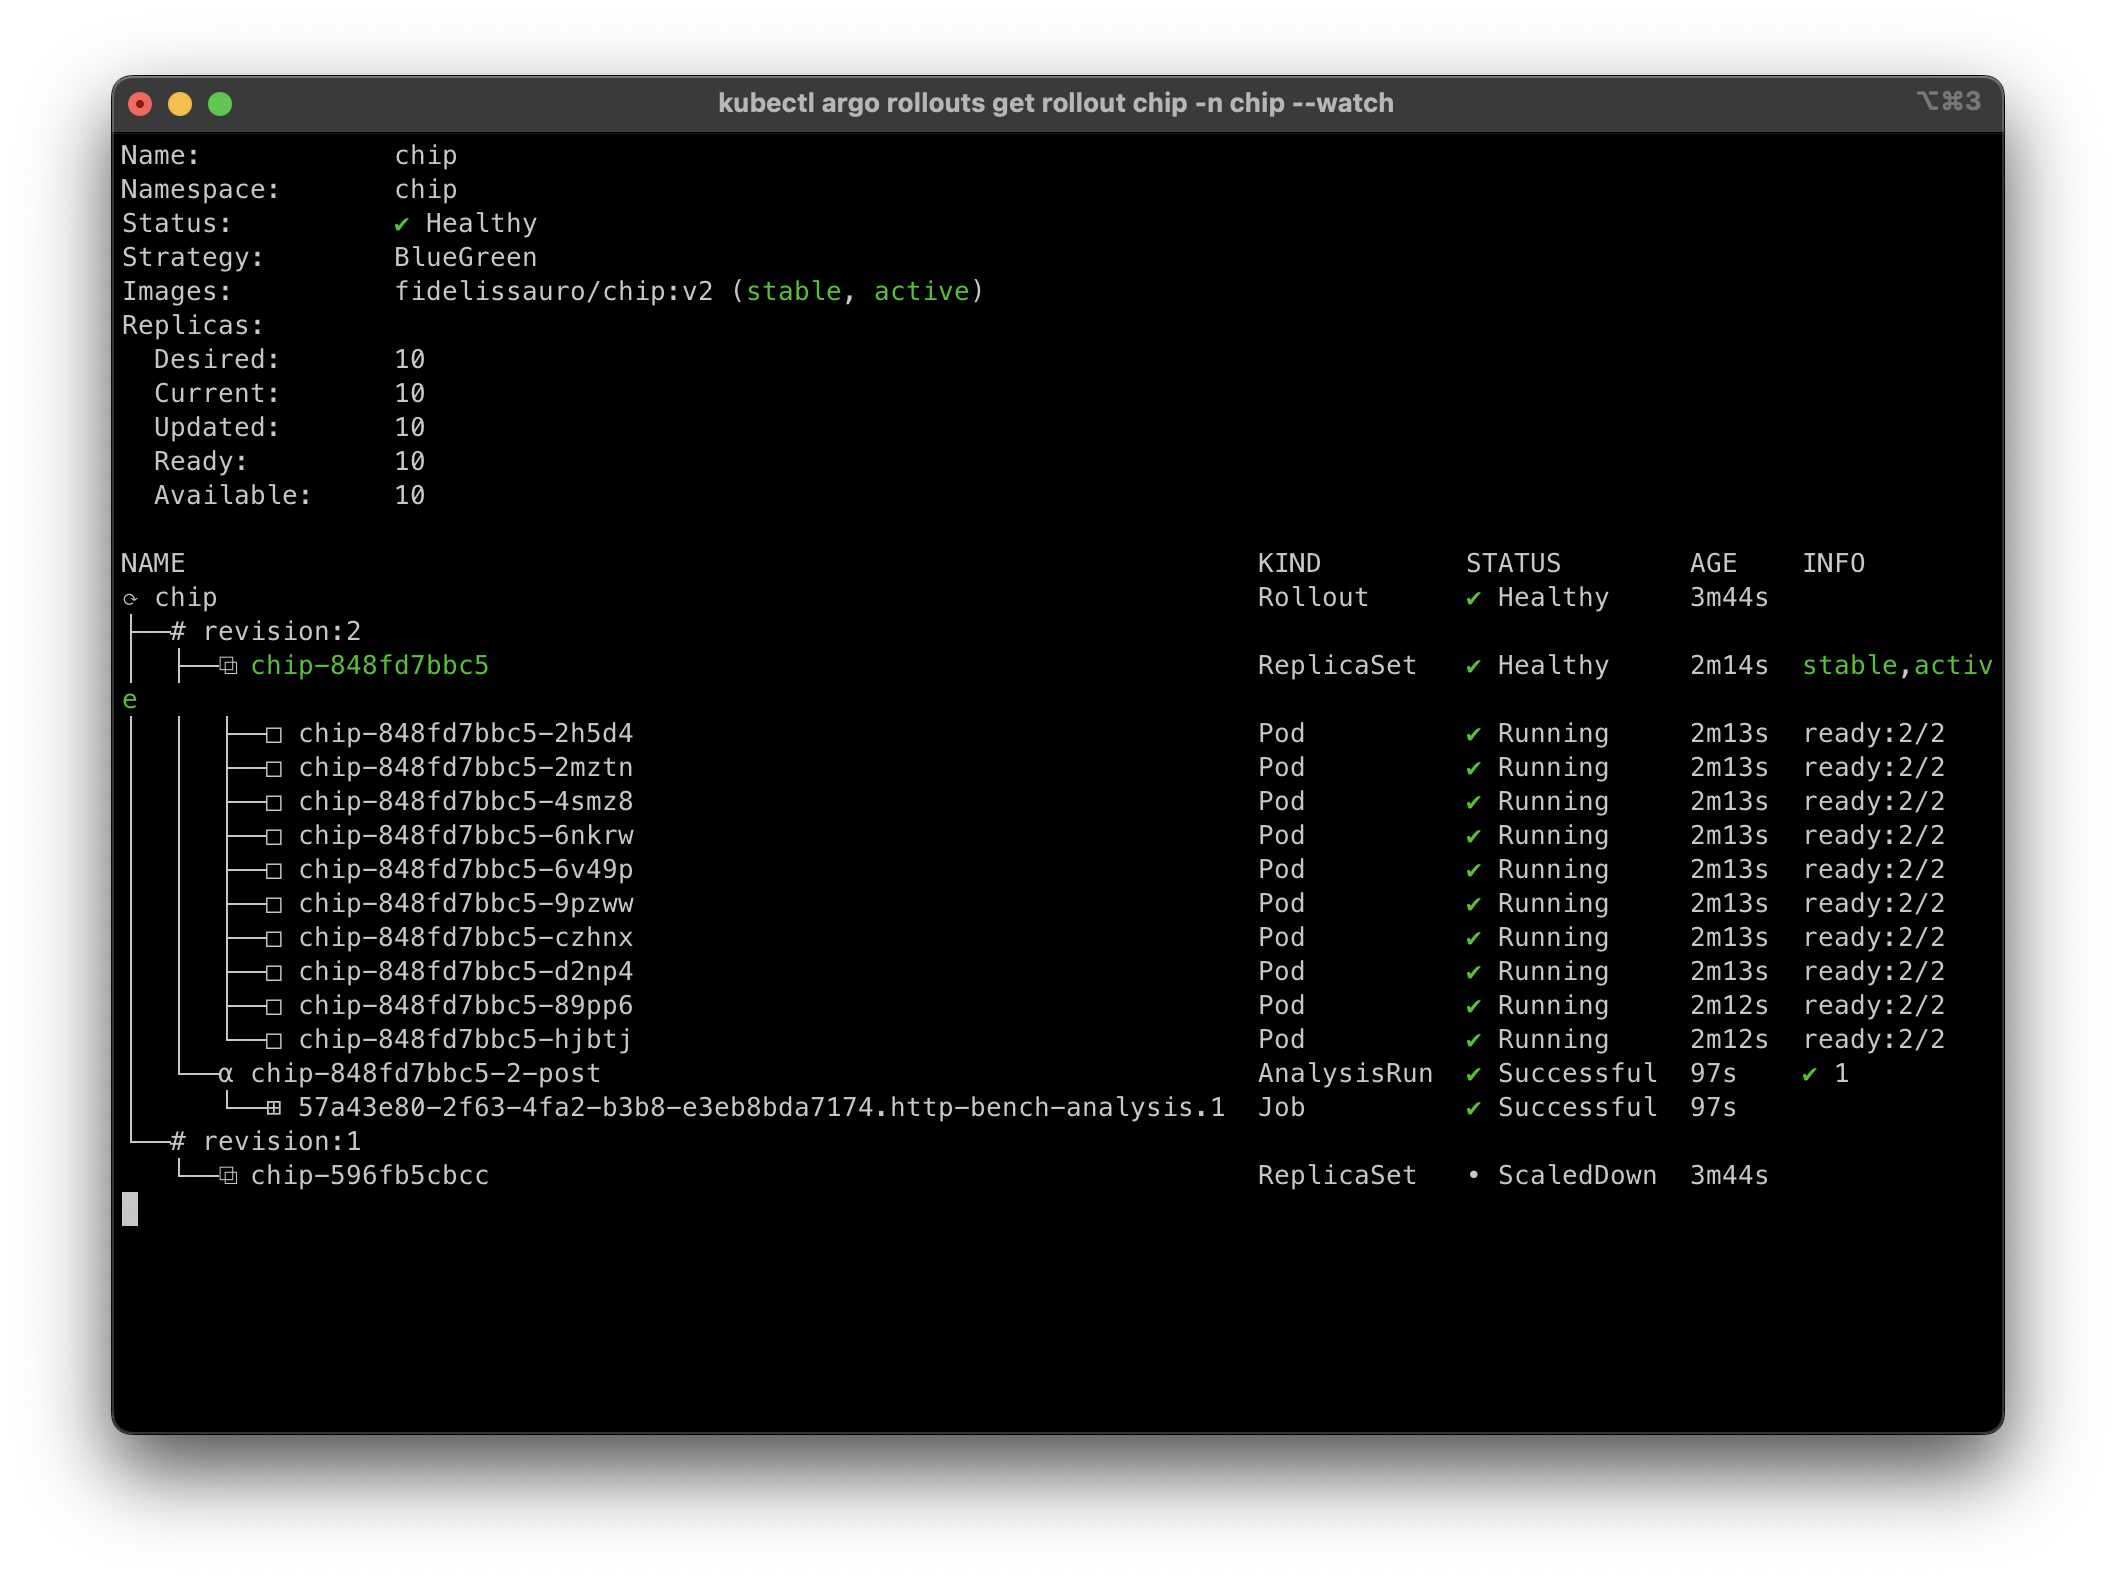 kubectl argo rollouts get rollout chip -n chip --watch ⌥⌘3
Name: chip
Namespace: chip
Status: ✔ Healthy
Strategy: BlueGreen
Images: fidelissauro/chip:v2 (stable, active)
Replicas:
Desired: 10
Current: 10
Updated: 10
Ready: 10
Available: 10
NAME KIND STATUS AGE INFO
⟳ chip Rollout ✔ Healthy 3m44s
├──# revision:2
│  ├──⧉ chip-848fd7bbc5 ReplicaSet ✔ Healthy 2m14s stable,activ
e
│  │  ├──□ chip-848fd7bbc5-2h5d4 Pod ✔ Running 2m13s ready:2/2
│  │  ├──□ chip-848fd7bbc5-2mztn Pod ✔ Running 2m13s ready:2/2
│  │  ├──□ chip-848fd7bbc5-4smz8 Pod ✔ Running 2m13s ready:2/2
│  │  ├──□ chip-848fd7bbc5-6nkrw Pod ✔ Running 2m13s ready:2/2
│  │  ├──□ chip-848fd7bbc5-6v49p Pod ✔ Running 2m13s ready:2/2
│  │  ├──□ chip-848fd7bbc5-9pzww Pod ✔ Running 2m13s ready:2/2
│  │  ├──□ chip-848fd7bbc5-czhnx Pod ✔ Running 2m13s ready:2/2
│  │  ├──□ chip-848fd7bbc5-d2np4 Pod ✔ Running 2m13s ready:2/2
│  │  ├──□ chip-848fd7bbc5-89pp6 Pod ✔ Running 2m12s ready:2/2
│  │  └──□ chip-848fd7bbc5-hjbtj Pod ✔ Running 2m12s ready:2/2
│  └──α chip-848fd7bbc5-2-post AnalysisRun ✔ Successful 97s ✔ 1
│     └──⊞ 57a43e80-2f63-4fa2-b3b8-e3eb8bda7174.http-bench-analysis.1 Job ✔ Successful 97s
└──# revision:1
   └──⧉ chip-596fb5cbcc ReplicaSet • ScaledDown 3m44s